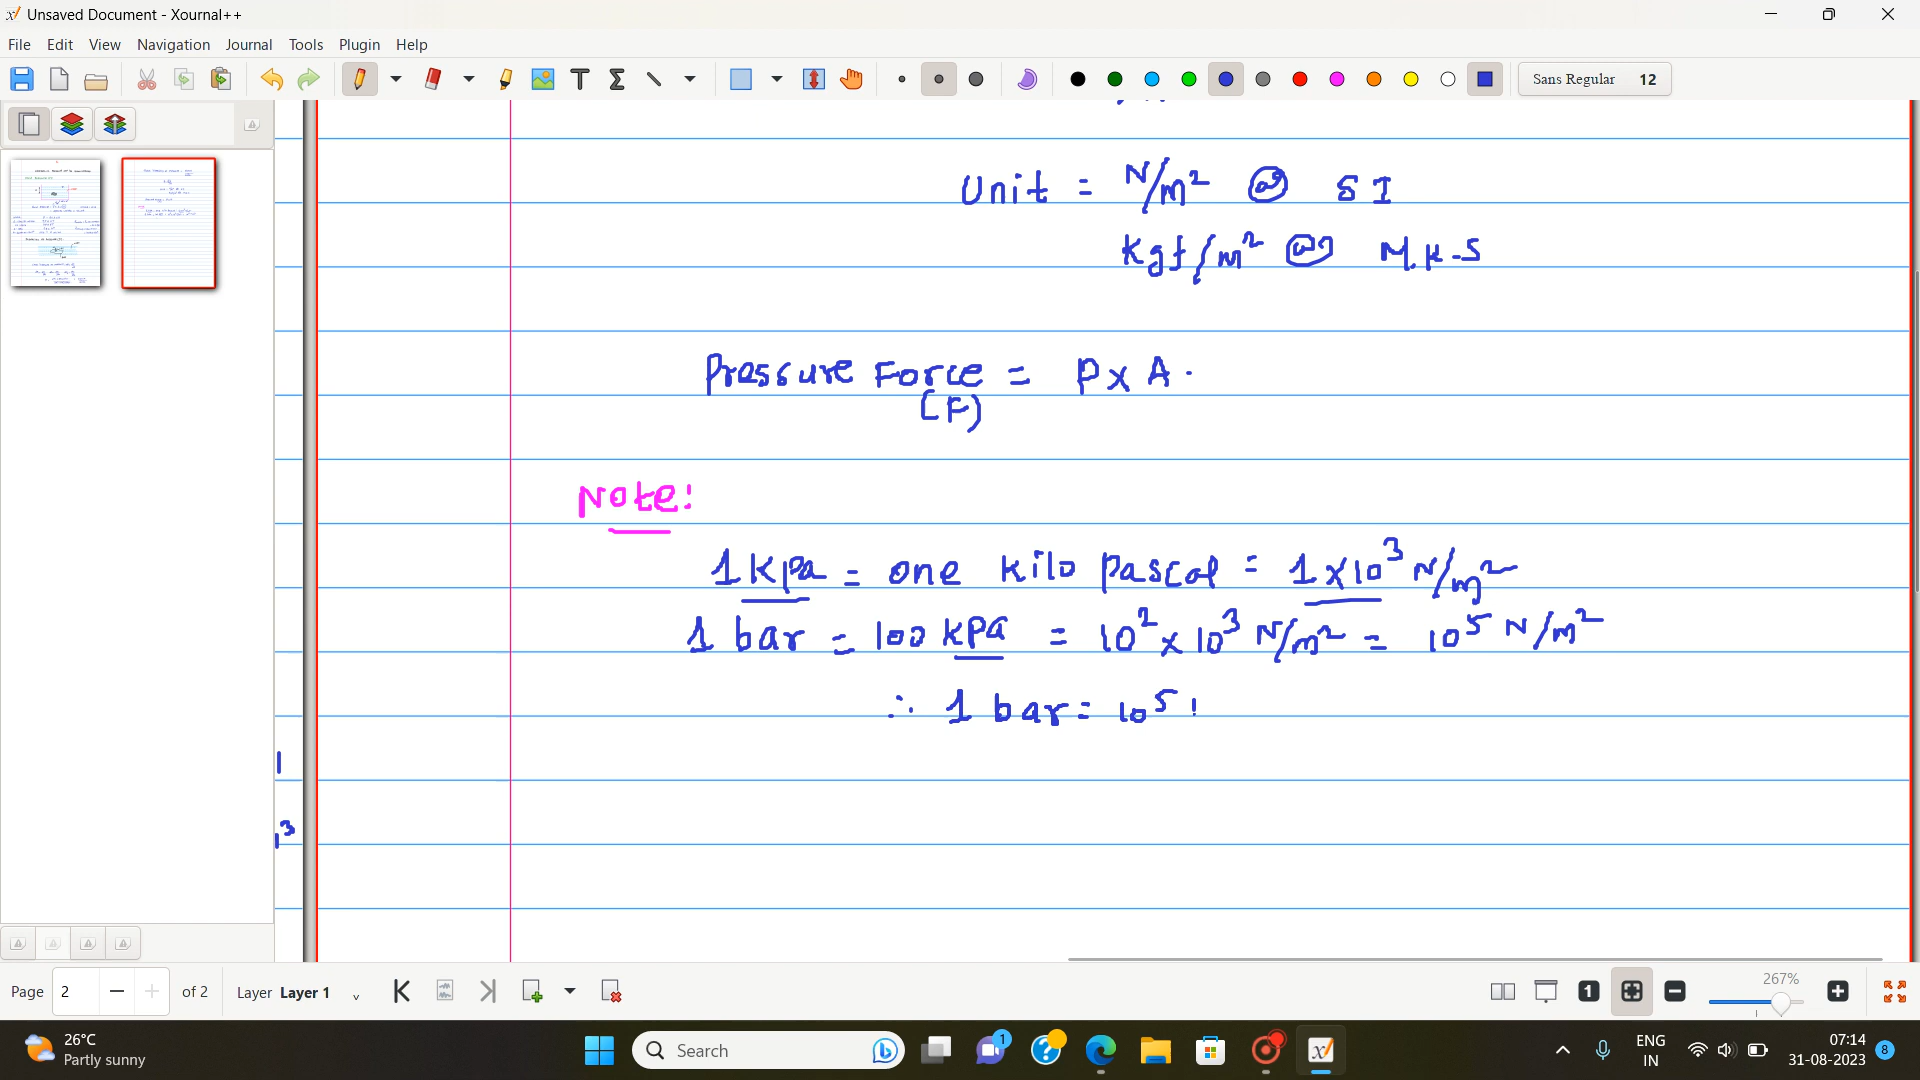 Unsaved Document - Xournal++
File Edit View Navigation Journal Tools Plugin Help
Sans Regular 12
Unit = N/m² @ S I
Kgf/m² @ M.K-S
Pressure Force = P x A .
(F)
Note:
1 Kpa = one kilo pascal = 1x10³ N/m²
1 bar = 100 kpa = 10² x 10³ N/m² = 10⁵ N/m²
∴ 1 bar = 10⁵
Page 2 of 2 Layer Layer 1
1
267%
26°C
Partly sunny
Search
1
ENG
IN
07:14
31-08-2023
8